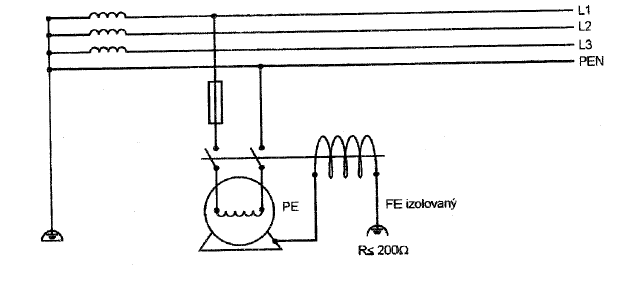 L1
L2
L3
PEN
PE
FE izolovaný
R≤ 200Ω